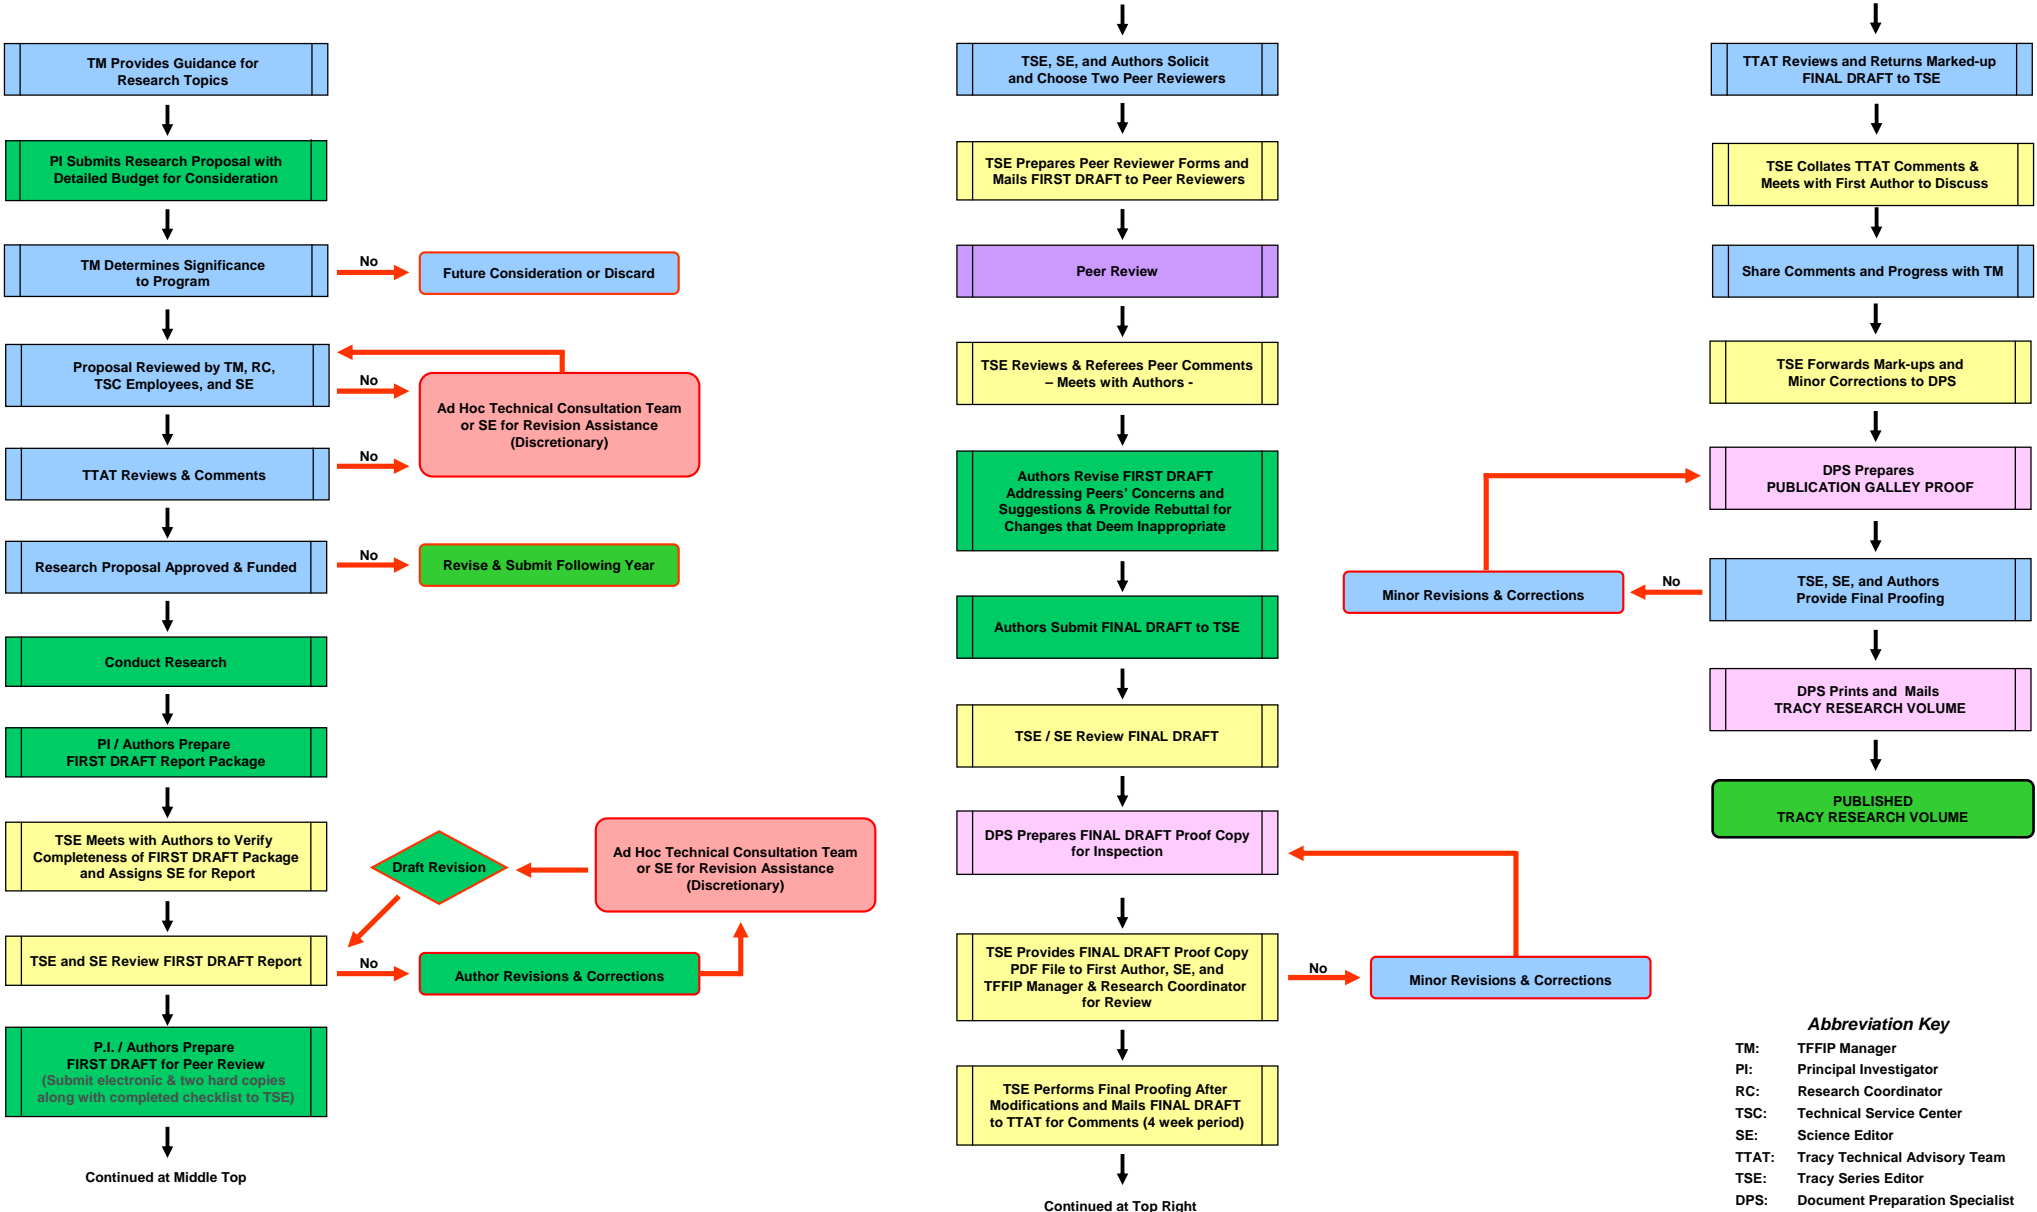 TM Provides Guidance for
Research Topics
PI Submits Research Proposal with
Detailed Budget for Consideration
TM Determines Significance
to Program
No
Future Consideration or Discard
Proposal Reviewed by TM, RC,
TSC Employees, and SE
No
Ad Hoc Technical Consultation Team
or SE for Revision Assistance
(Discretionary)
TTAT Reviews & Comments
No
Research Proposal Approved & Funded
No
Revise & Submit Following Year
Conduct Research
PI / Authors Prepare
FIRST DRAFT Report Package
TSE Meets with Authors to Verify
Completeness of FIRST DRAFT Package
and Assigns SE for Report
Draft Revision
Ad Hoc Technical Consultation Team
or SE for Revision Assistance
(Discretionary)
TSE and SE Review FIRST DRAFT Report
No
Author Revisions & Corrections
P.I. / Authors Prepare
FIRST DRAFT for Peer Review
(Submit electronic & two hard copies
along with completed checklist to TSE)
Continued at Middle Top
TSE, SE, and Authors Solicit
and Choose Two Peer Reviewers
TSE Prepares Peer Reviewer Forms and
Mails FIRST DRAFT to Peer Reviewers
Peer Review
TSE Reviews & Referees Peer Comments
– Meets with Authors -
Authors Revise FIRST DRAFT
Addressing Peers’ Concerns and
Suggestions & Provide Rebuttal for
Changes that Deem Inappropriate
Authors Submit FINAL DRAFT to TSE
TSE / SE Review FINAL DRAFT
DPS Prepares FINAL DRAFT Proof Copy
for Inspection
TSE Provides FINAL DRAFT Proof Copy
PDF File to First Author, SE, and
TFFIP Manager & Research Coordinator
for Review
No
Minor Revisions & Corrections
TSE Performs Final Proofing After
Modifications and Mails FINAL DRAFT
to TTAT for Comments (4 week period)
Continued at Top Right
TTAT Reviews and Returns Marked-up
FINAL DRAFT to TSE
TSE Collates TTAT Comments &
Meets with First Author to Discuss
Share Comments and Progress with TM
TSE Forwards Mark-ups and
Minor Corrections to DPS
DPS Prepares
PUBLICATION GALLEY PROOF
TSE, SE, and Authors
Provide Final Proofing
No
Minor Revisions & Corrections
DPS Prints and Mails
TRACY RESEARCH VOLUME
PUBLISHED
TRACY RESEARCH VOLUME
Abbreviation Key
TM: TFFIP Manager
PI: Principal Investigator
RC: Research Coordinator
TSC: Technical Service Center
SE: Science Editor
TTAT: Tracy Technical Advisory Team
TSE: Tracy Series Editor
DPS: Document Preparation Specialist